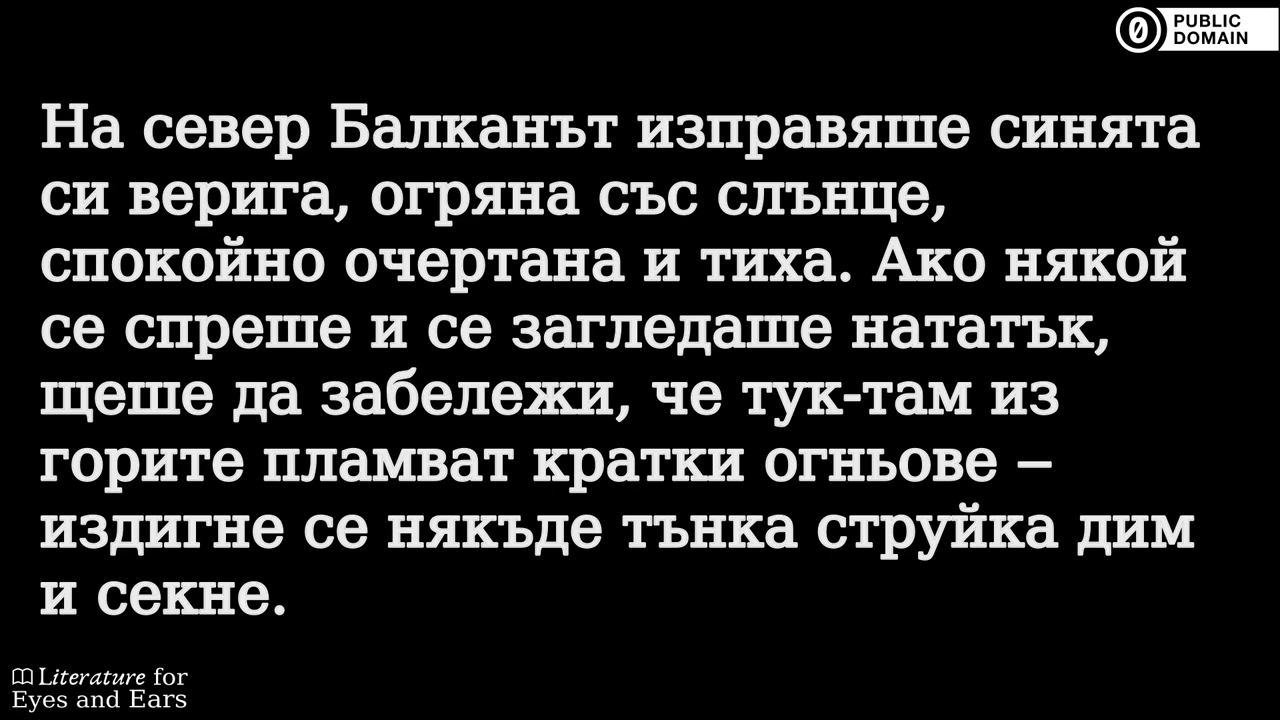 PUBLIC
DOMAIN
На север Балканът изправяше синята
си верига, огряна със слънце,
спокойно очертана и тиха. Ако някой
се спреше и се загледаше нататък,
щеше да забележи, че тук-там из
горите пламват кратки огньове –
издигне се някъде тънка струйка дим
и секне.
Literature for
Eyes and Ears